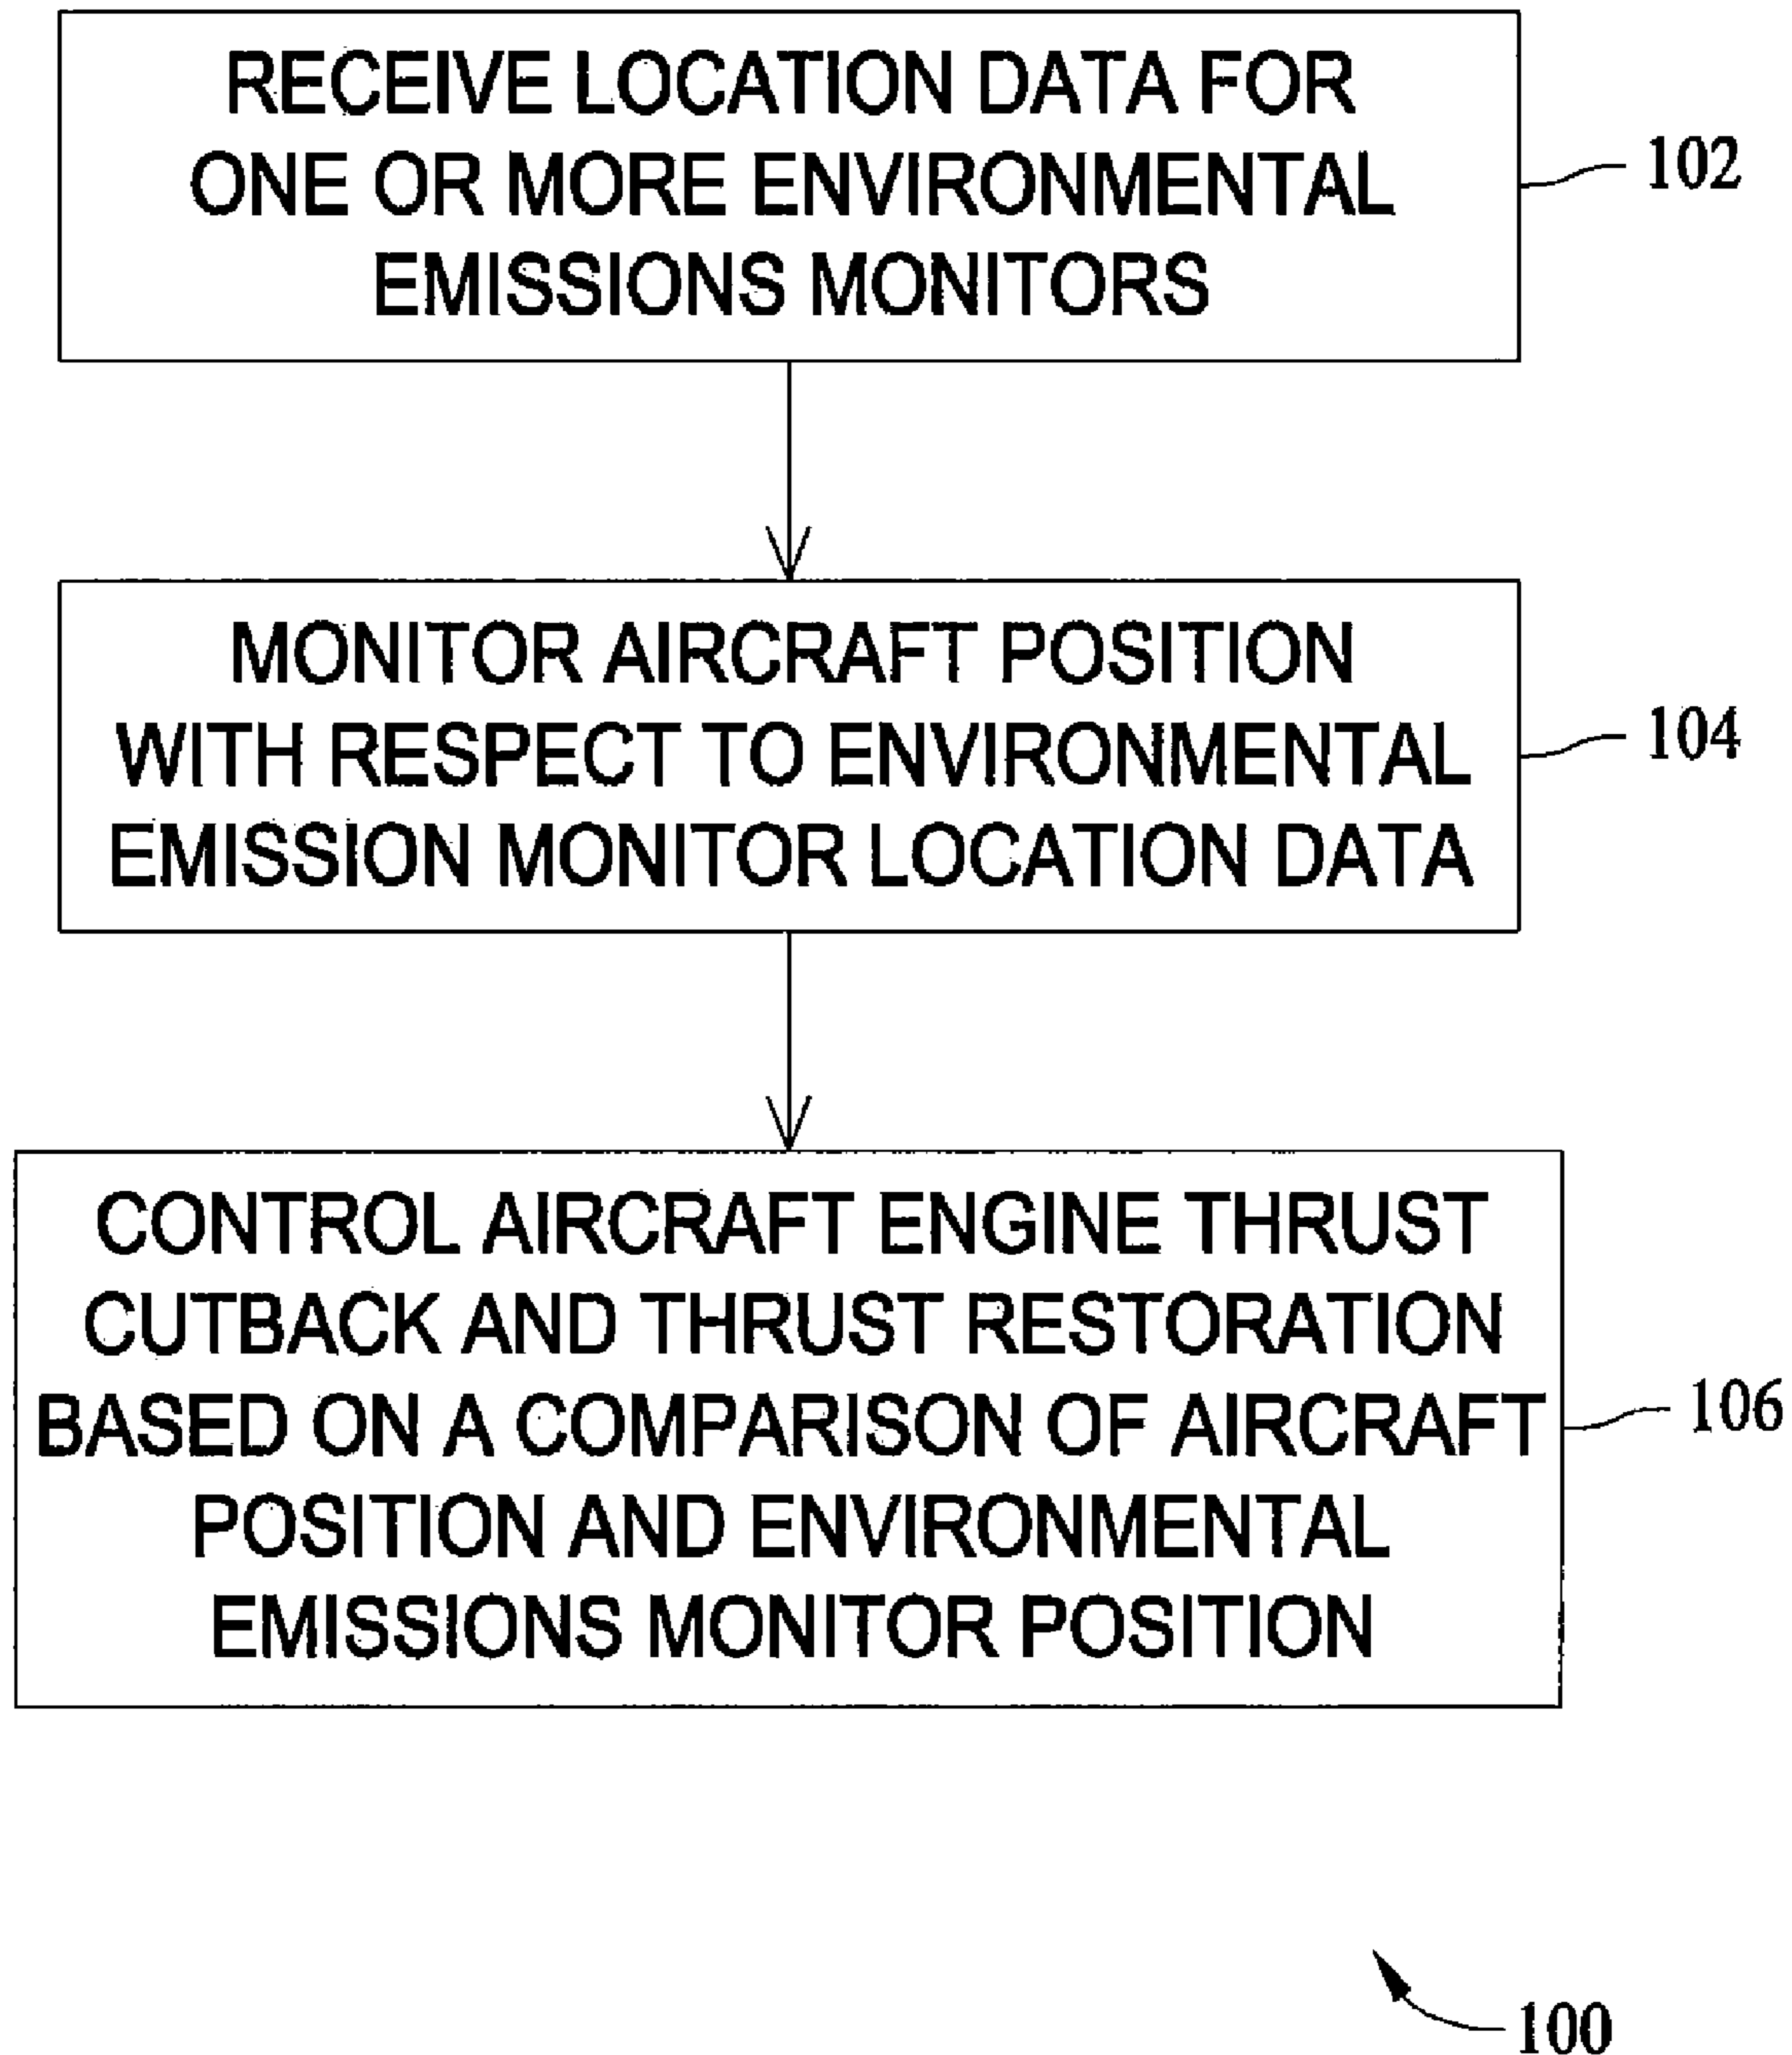 RECEIVE LOCATION DATA FOR
ONE OR MORE ENVIRONMENTAL
EMISSIONS MONITORS
102
MONITOR AIRCRAFT POSITION
WITH RESPECT TO ENVIRONMENTAL
EMISSION MONITOR LOCATION DATA
104
CONTROL AIRCRAFT ENGINE THRUST
CUTBACK AND THRUST RESTORATION
BASED ON A COMPARISON OF AIRCRAFT
POSITION AND ENVIRONMENTAL
EMISSIONS MONITOR POSITION
106
100